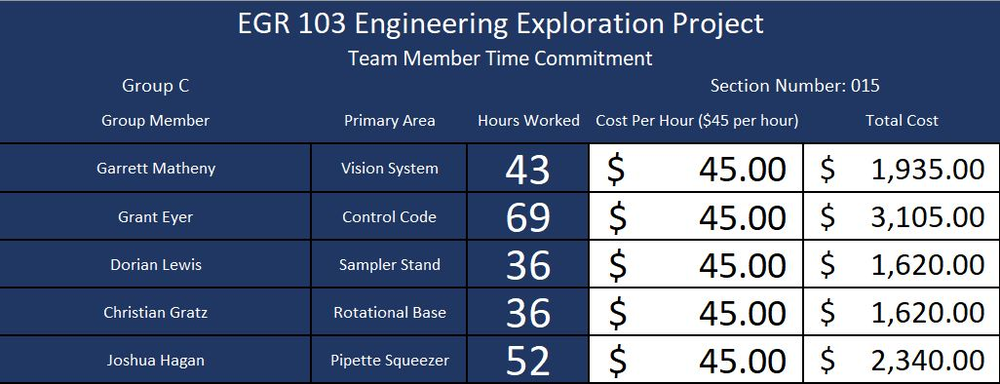 EGR 103 Engineering Exploration Project
Team Member Time Commitment
Group C Section Number: 015
Group Member Primary Area Hours Worked Cost Per Hour ($45 per hour) Total Cost
Garrett Matheny Vision System 43 $ 45.00 $ 1,935.00
Grant Eyer Control Code 69 $ 45.00 $ 3,105.00
Dorian Lewis Sampler Stand 36 $ 45.00 $ 1,620.00
Christian Gratz Rotational Base 36 $ 45.00 $ 1,620.00
Joshua Hagan Pipette Squeezer 52 $ 45.00 $ 2,340.00